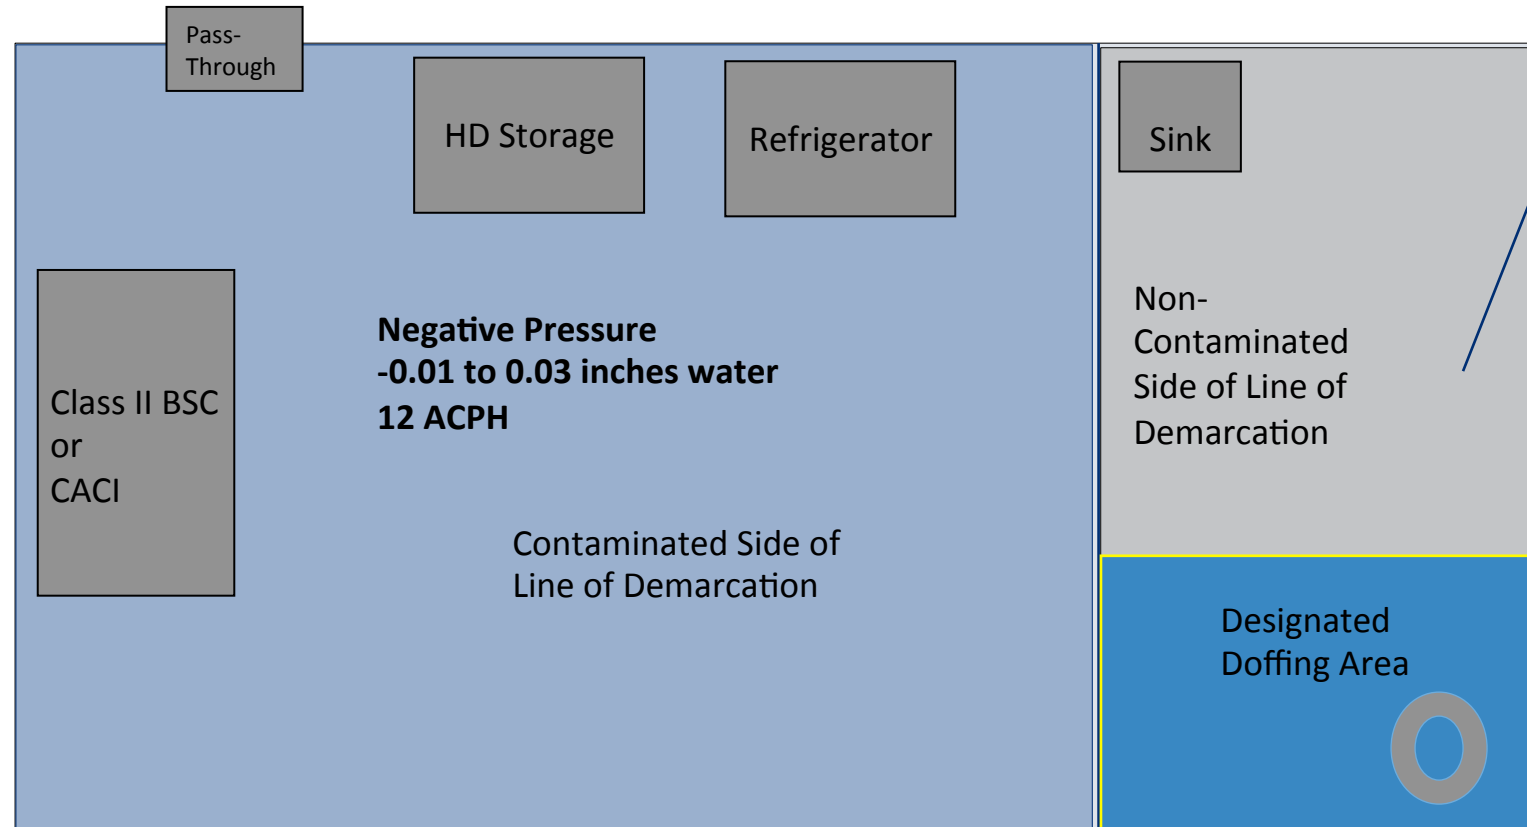 Pass-
Through
HD Storage
Refrigerator
Sink
Class II BSC
or
CACI
Negative Pressure
-0.01 to 0.03 inches water
12 ACPH
Contaminated Side of
Line of Demarcation
Non-
Contaminated
Side of Line of
Demarcation
Designated
Doffing Area